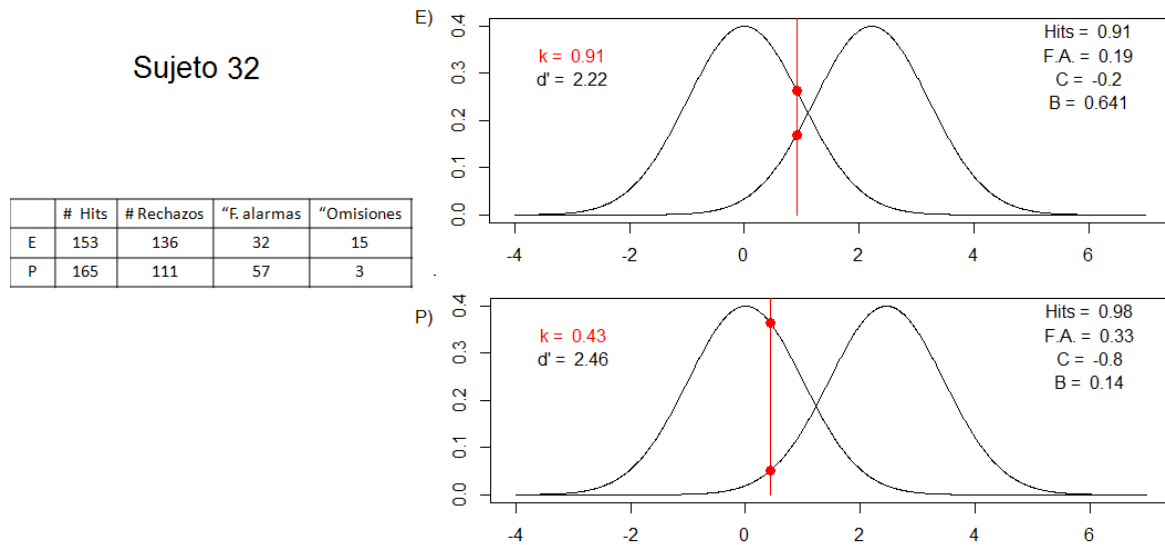 Sujeto 32
# Hits # Rechazos “F. alarmas “Omisiones
E 153 136 32 15
P 165 111 57 3
.
E)
k = 0.91
d' = 2.22
Hits = 0.91
F.A. = 0.19
C = -0.2
B = 0.641
0.4
0.3
0.2
0.1
0.0
-4 -2 0 2 4 6
P)
k = 0.43
d' = 2.46
Hits = 0.98
F.A. = 0.33
C = -0.8
B = 0.14
0.4
0.3
0.2
0.1
0.0
-4 -2 0 2 4 6